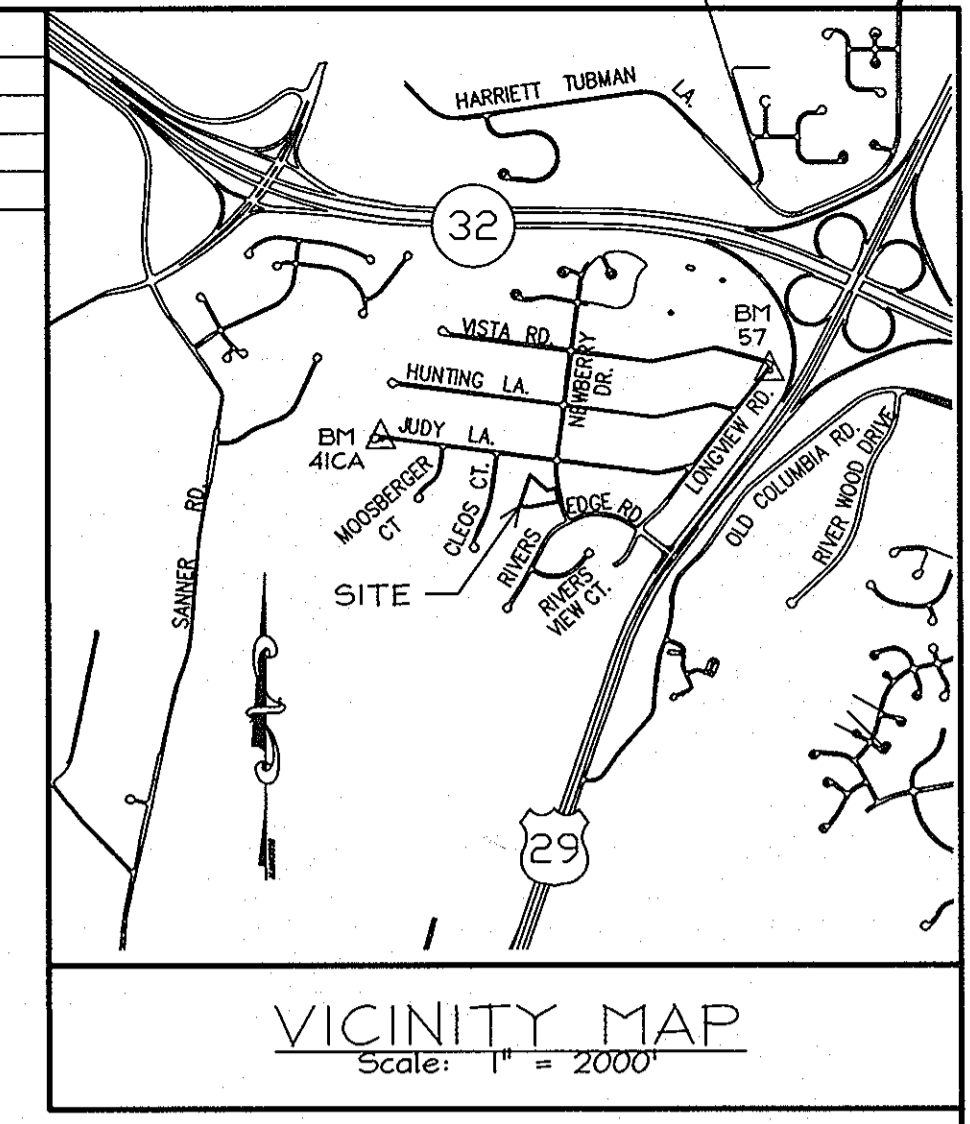 HARRIETT TUBMAN LA.
32
BM
57
VISTA RD.
NEWBERRY
DR.
HUNTING LA.
BM
41CA
JUDY LA.
LONGVIEW RD.
OLD COLUMBIA RD.
RIVER WOOD DRIVE
MOOSBERGER
CT
CLEOS CT.
RIVERS EDGE RD.
RIVERS
VIEW CT.
SITE
SANNER RD.
29
VICINITY MAP
Scale: 1" = 2000'